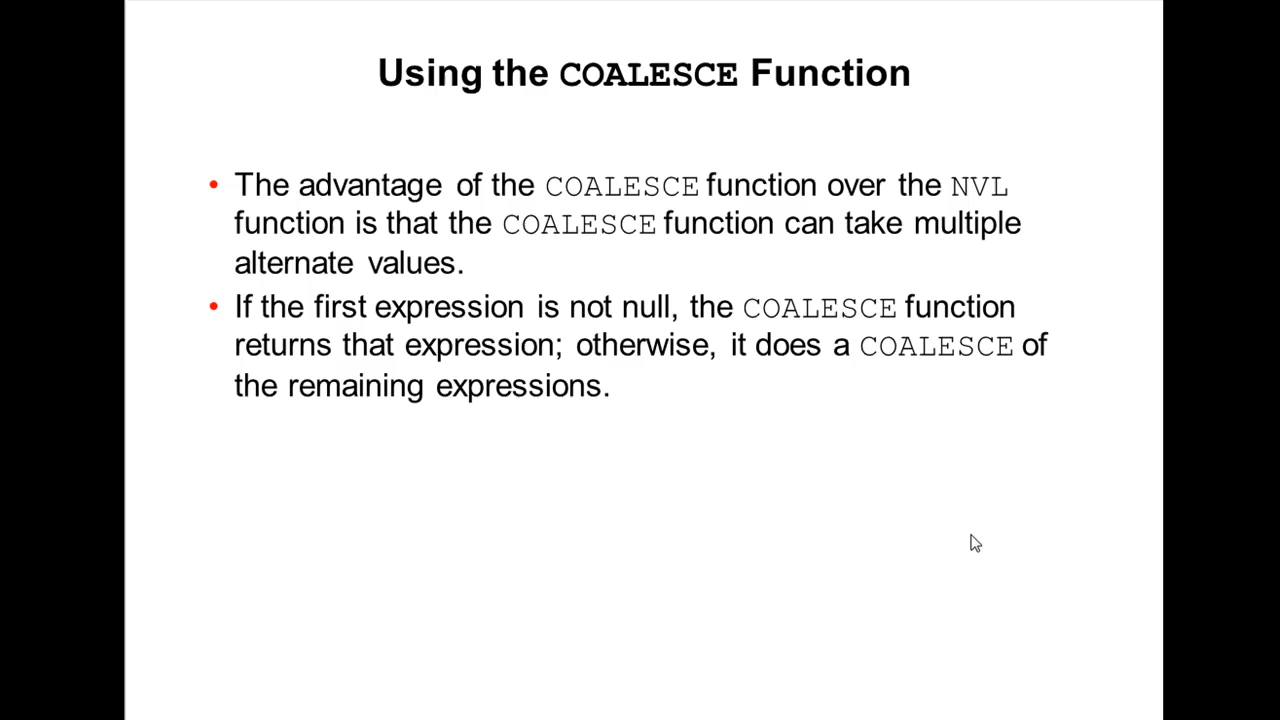 Using the COALESCE Function
• The advantage of the COALESCE function over the NVL
function is that the COALESCE function can take multiple
alternate values.
• If the first expression is not null, the COALESCE function
returns that expression; otherwise, it does a COALESCE of
the remaining expressions.